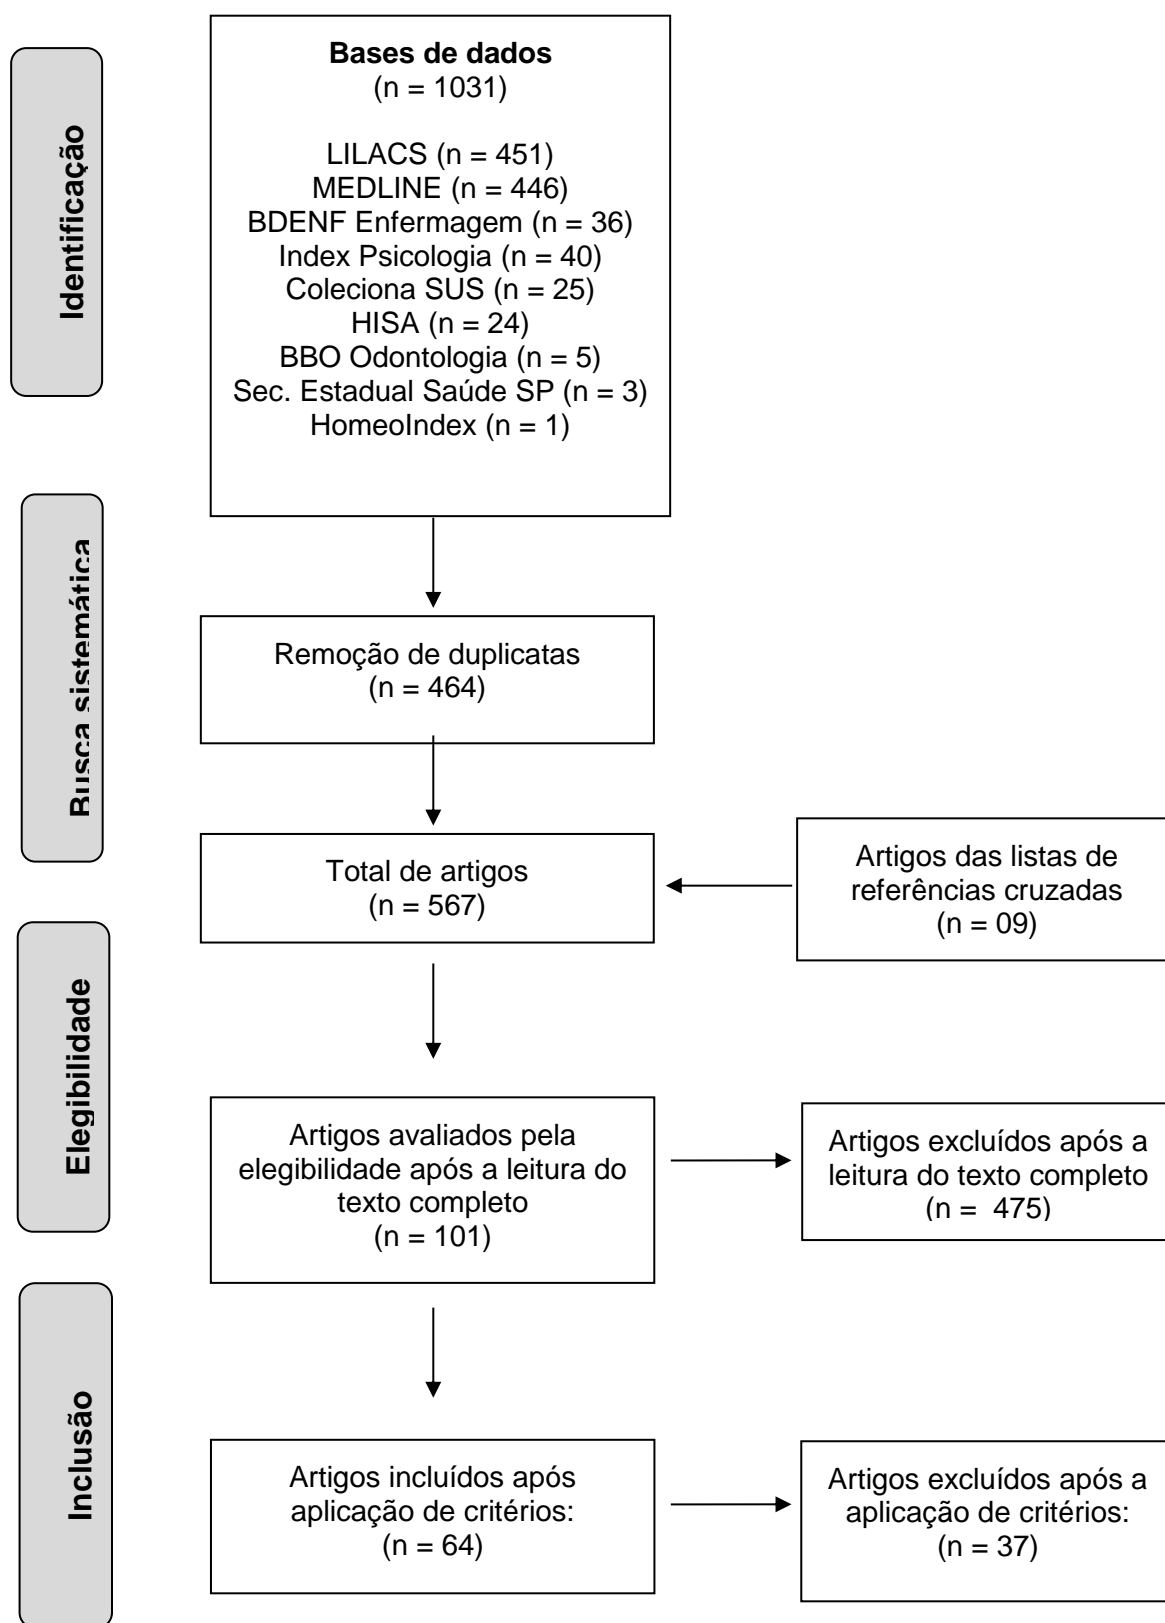 Identificação
Bases de dados
(n = 1031)
LILACS (n = 451)
MEDLINE (n = 446)
BDENF Enfermagem (n = 36)
Index Psicologia (n = 40)
Coleciona SUS (n = 25)
HISA (n = 24)
BBO Odontologia (n = 5)
Sec. Estadual Saúde SP (n = 3)
HomeoIndex (n = 1)
Busca sistemática
Remoção de duplicatas
(n = 464)
Total de artigos
(n = 567)
Artigos das listas de
referências cruzadas
(n = 09)
Elegibilidade
Artigos avaliados pela
elegibilidade após a leitura do
texto completo
(n = 101)
Artigos excluídos após a
leitura do texto completo
(n = 475)
Inclusão
Artigos incluídos após
aplicação de critérios:
(n = 64)
Artigos excluídos após a
aplicação de critérios:
(n = 37)